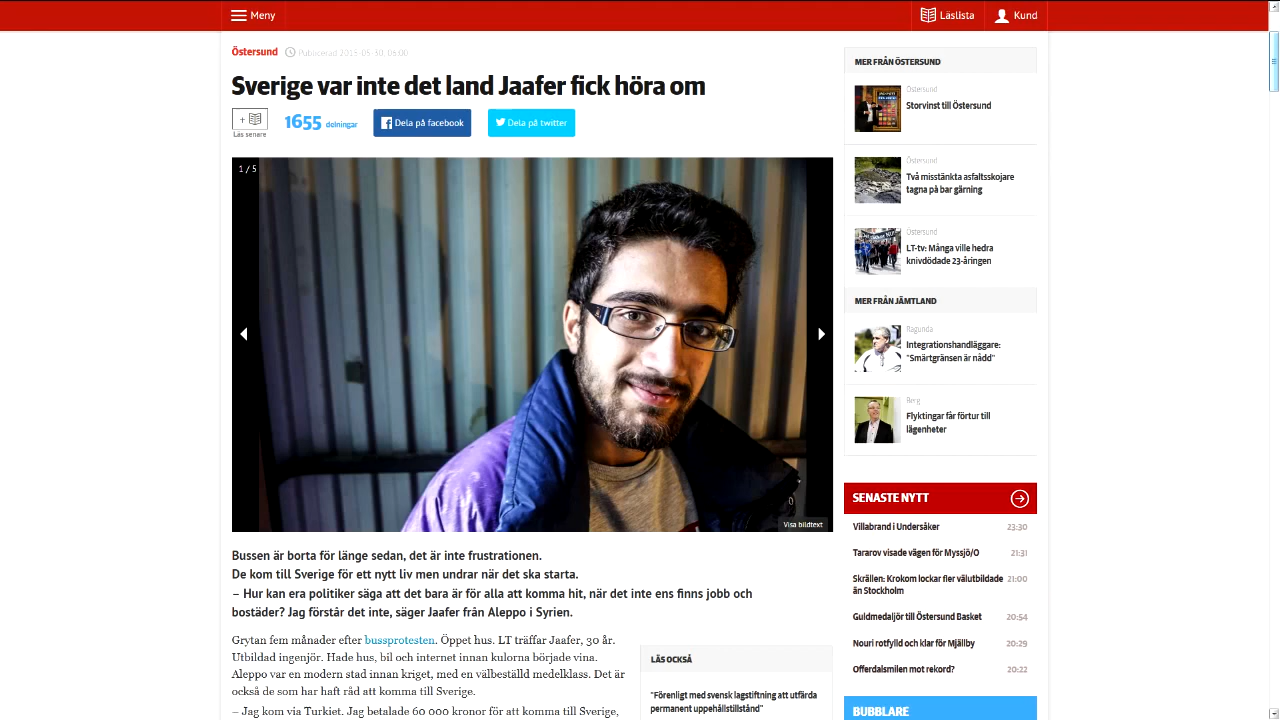 Meny
Läslista
Kund
Östersund
Publicerad 2015-05-30, 05:00
Sverige var inte det land Jaafer fick höra om
+
Läs senare
1655 delningar
Dela på facebook
Dela på twitter
1 / 5
Visa bildtext
Bussen är borta för länge sedan, det är inte frustrationen.
De kom till Sverige för ett nytt liv men undrar när det ska starta.
– Hur kan era politiker säga att det bara är för alla att komma hit, när det inte ens finns jobb och
bostäder? Jag förstår det inte, säger Jaafer från Aleppo i Syrien.
Grytan fem månader efter bussprotesten. Öppet hus. LT träffar Jaafer, 30 år.
Utbildad ingenjör. Hade hus, bil och internet innan kulorna började vina.
Aleppo var en modern stad innan kriget, med en välbeställd medelklass. Det är
också de som har haft råd att komma till Sverige.
– Jag kom via Turkiet. Jag betalade 60 000 kronor för att komma till Sverige,
LÄS OCKSÅ
"Förenligt med svensk lagstiftning att utfärda
permanent uppehållstillstånd"
MER FRÅN ÖSTERSUND
Östersund
Storvinst till Östersund
Östersund
Två misstänkta asfaltsskojare
tagna på bar gärning
Östersund
LT-tv: Många ville hedra
knivdödade 23-åringen
MER FRÅN JÄMTLAND
Ragunda
Integrationshandläggare:
"Smärtgränsen är nådd"
Berg
Flyktingar får förtur till
lägenheter
SENASTE NYTT
Villabrand i Undersåker 23:30
Tararov visade vägen för Myssjö/O 21:31
Skrällen: Krokom lockar fler välutbildade 21:00
än Stockholm
Guldmedaljör till Östersund Basket 20:54
Nouri rotfylld och klar för Mjällby 20:29
Offerdalsmilen mot rekord? 20:22
BUBBLARE